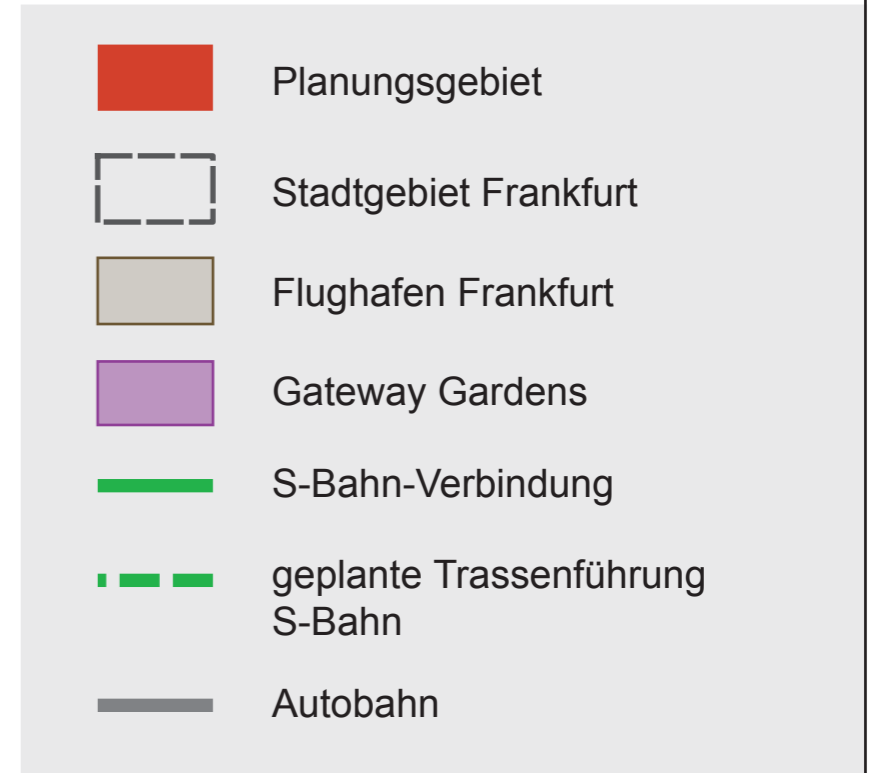 Planungsgebiet
Stadtgebiet Frankfurt
Flughafen Frankfurt
Gateway Gardens
S-Bahn-Verbindung
geplante Trassenführung
S-Bahn
Autobahn